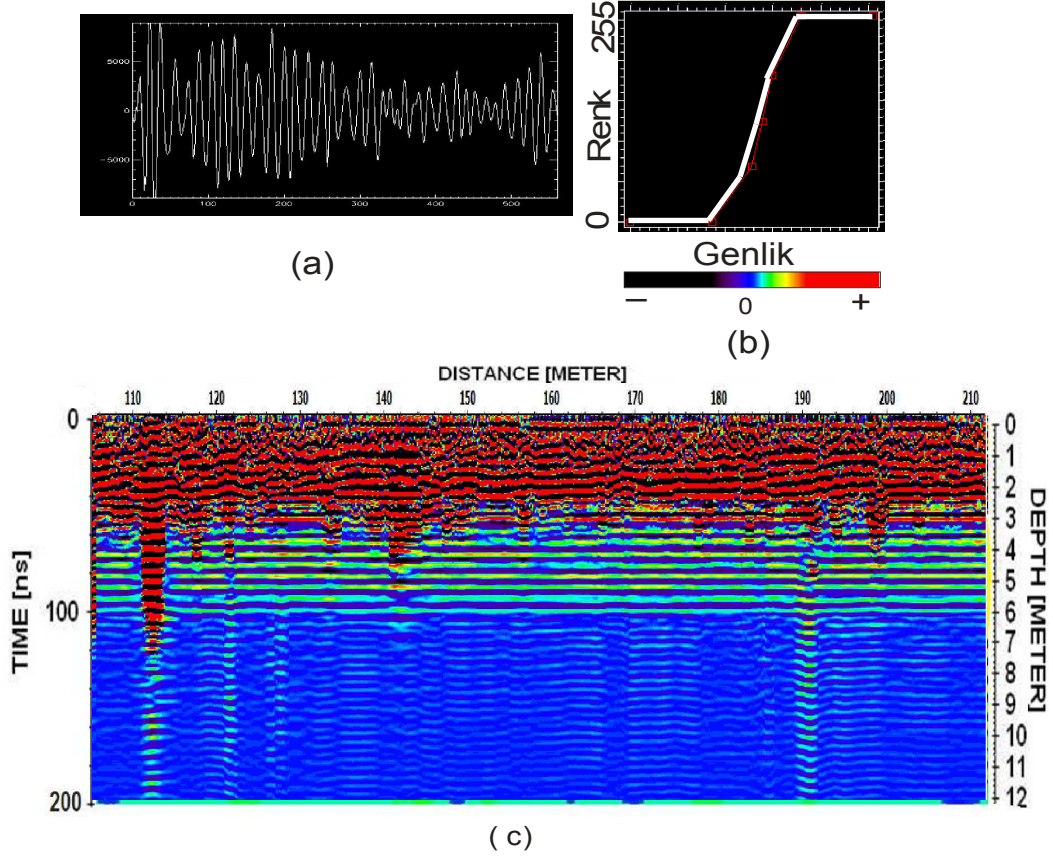 5000
0
−5000
0 100 200 300 400 500
(a)
Renk
0 255
Genlik
− 0 +
(b)
DISTANCE [METER]
110 120 130 140 150 160 170 180 190 200 210
TIME [ns]
0
100
200
DEPTH [METER]
0
1
2
3
4
5
6
7
8
9
10
11
12
( c)